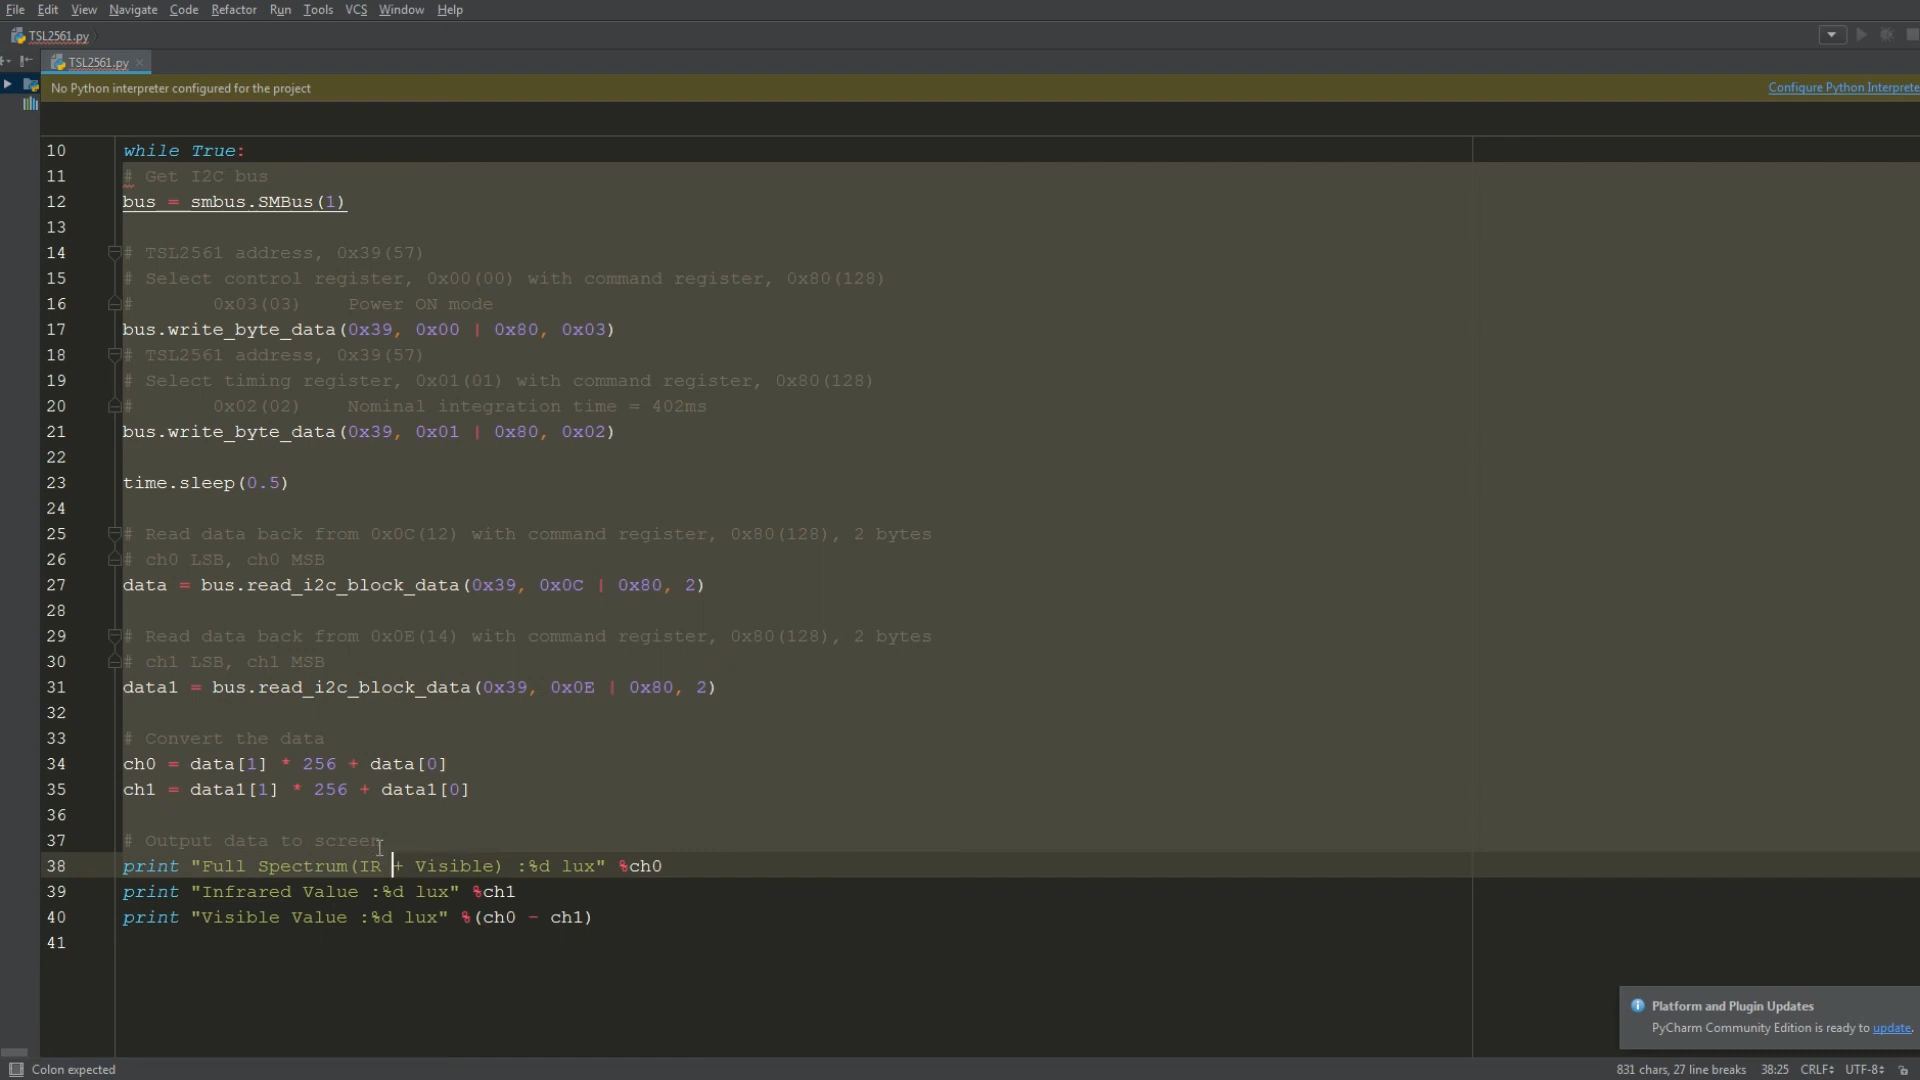 File Edit View Navigate Code Refactor Run Tools VCS Window Help
TSL2561.py
TSL2561.py
No Python interpreter configured for the project
Configure Python Interprete
10 while True:
11 # Get I2C bus
12 bus = smbus.SMBus(1)
13
14 # TSL2561 address, 0x39(57)
15 # Select control register, 0x00(00) with command register, 0x80(128)
16 # 0x03(03) Power ON mode
17 bus.write_byte_data(0x39, 0x00 | 0x80, 0x03)
18 # TSL2561 address, 0x39(57)
19 # Select timing register, 0x01(01) with command register, 0x80(128)
20 # 0x02(02) Nominal integration time = 402ms
21 bus.write_byte_data(0x39, 0x01 | 0x80, 0x02)
22
23 time.sleep(0.5)
24
25 # Read data back from 0x0C(12) with command register, 0x80(128), 2 bytes
26 # ch0 LSB, ch0 MSB
27 data = bus.read_i2c_block_data(0x39, 0x0C | 0x80, 2)
28
29 # Read data back from 0x0E(14) with command register, 0x80(128), 2 bytes
30 # ch1 LSB, ch1 MSB
31 data1 = bus.read_i2c_block_data(0x39, 0x0E | 0x80, 2)
32
33 # Convert the data
34 ch0 = data[1] * 256 + data[0]
35 ch1 = data1[1] * 256 + data1[0]
36
37 # Output data to screen
38 print "Full Spectrum(IR + Visible) :%d lux" %ch0
39 print "Infrared Value :%d lux" %ch1
40 print "Visible Value :%d lux" %(ch0 - ch1)
41
Platform and Plugin Updates
PyCharm Community Edition is ready to update.
Colon expected
831 chars, 27 line breaks 38:25 CRLF UTF-8